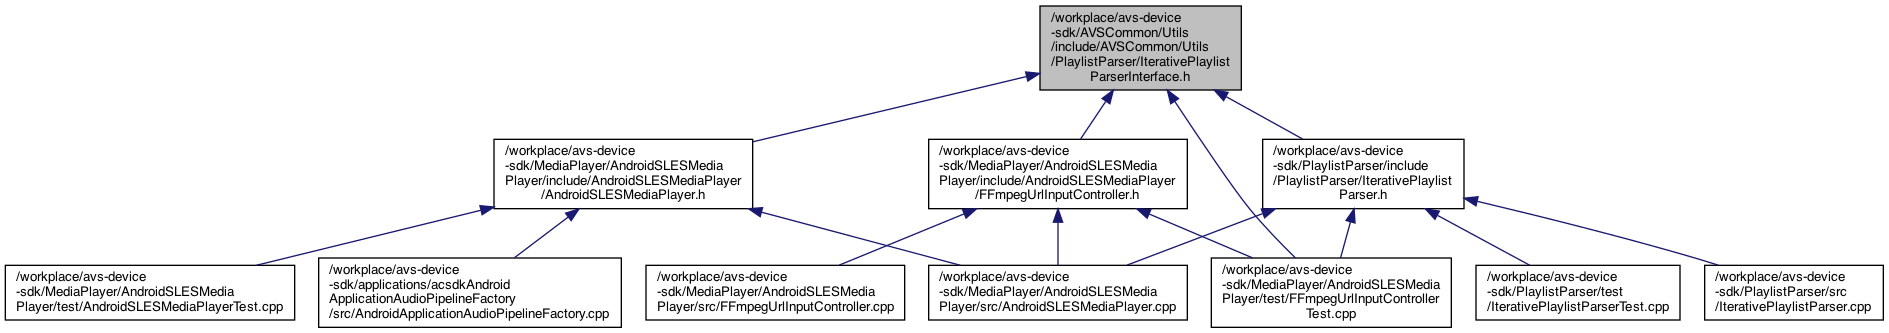 /workplace/avs-device
-sdk/AVSCommon/Utils
/include/AVSCommon/Utils
/PlaylistParser/IterativePlaylist
ParserInterface.h
/workplace/avs-device
-sdk/MediaPlayer/AndroidSLESMedia
Player/include/AndroidSLESMediaPlayer
/AndroidSLESMediaPlayer.h
/workplace/avs-device
-sdk/MediaPlayer/AndroidSLESMedia
Player/include/AndroidSLESMediaPlayer
/FFmpegUrlInputController.h
/workplace/avs-device
-sdk/PlaylistParser/include
/PlaylistParser/IterativePlaylist
Parser.h
/workplace/avs-device
-sdk/MediaPlayer/AndroidSLESMedia
Player/test/AndroidSLESMediaPlayerTest.cpp
/workplace/avs-device
-sdk/applications/acsdkAndroid
ApplicationAudioPipelineFactory
/src/AndroidApplicationAudioPipelineFactory.cpp
/workplace/avs-device
-sdk/MediaPlayer/AndroidSLESMedia
Player/src/FFmpegUrlInputController.cpp
/workplace/avs-device
-sdk/MediaPlayer/AndroidSLESMedia
Player/src/AndroidSLESMediaPlayer.cpp
/workplace/avs-device
-sdk/MediaPlayer/AndroidSLESMedia
Player/test/FFmpegUrlInputController
Test.cpp
/workplace/avs-device
-sdk/PlaylistParser/test
/IterativePlaylistParserTest.cpp
/workplace/avs-device
-sdk/PlaylistParser/src
/IterativePlaylistParser.cpp